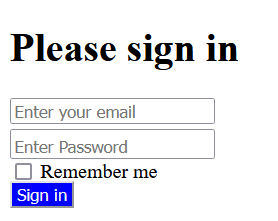 Please sign in
Enter your email
Enter Password
Remember me
Sign in